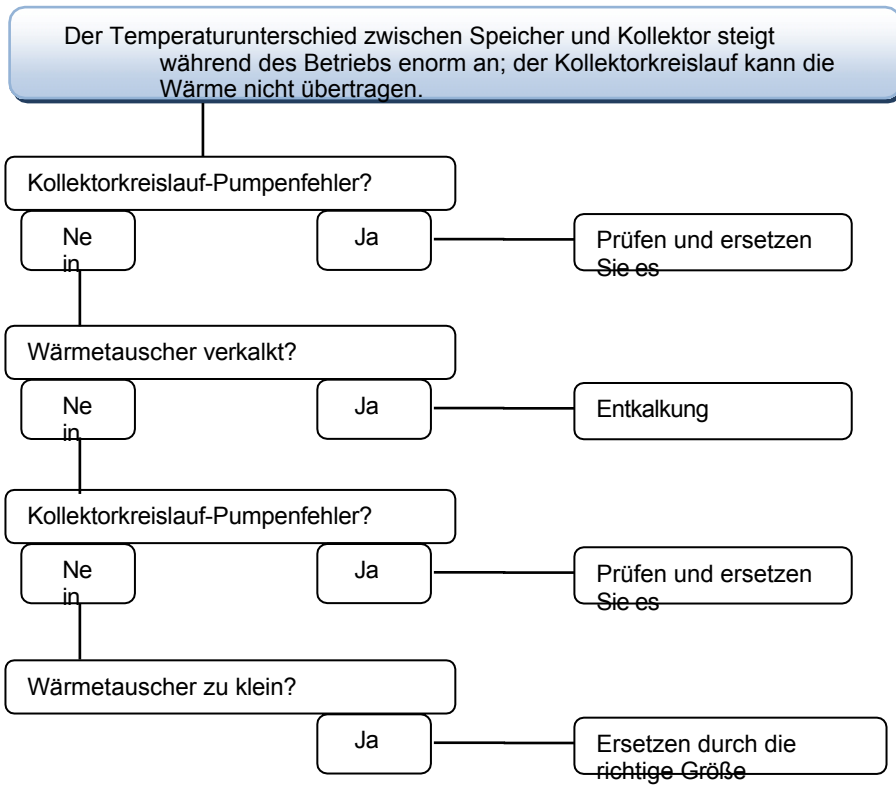 Der Temperaturunterschied zwischen Speicher und Kollektor steigt
während des Betriebs enorm an; der Kollektorkreislauf kann die
Wärme nicht übertragen.
Kollektorkreislauf-Pumpenfehler?
Ne
in
Ja
Prüfen und ersetzen
Sie es
Wärmetauscher verkalkt?
Ne
in
Ja
Entkalkung
Kollektorkreislauf-Pumpenfehler?
Ne
in
Ja
Prüfen und ersetzen
Sie es
Wärmetauscher zu klein?
Ja
Ersetzen durch die
richtige Größe